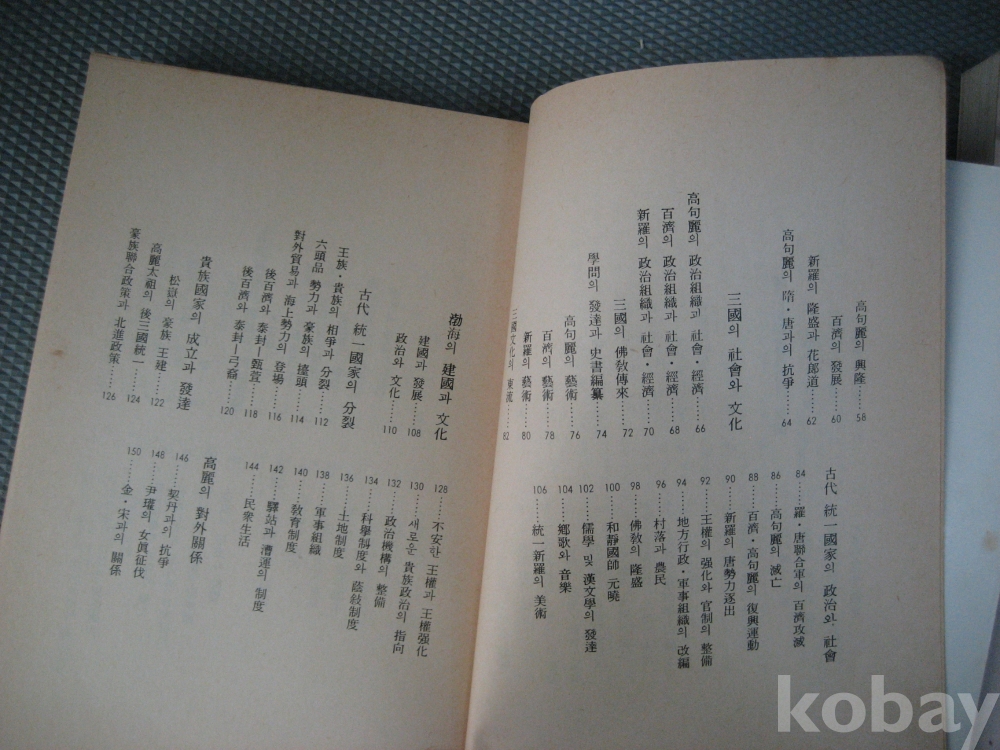 高句麗의 興隆……58
百濟의 發展……60
新羅의 隆盛과 花郎道……62
高句麗의 隋・唐과의 抗爭……64
三國의 社會와 文化
高句麗의 政治組織과 社會・經濟……66
百濟의 政治組織과 社會・經濟……68
新羅의 政治組織과 社會・經濟……70
三國의 佛敎傳來……72
學問의 發達과 史書編纂……74
高句麗의 藝術……76
百濟의 藝術……78
新羅의 藝術……80
三國文化의 東流……82
古代 統一國家의 政治와 社會
84……羅・唐聯合軍의 百濟攻滅
86……高句麗의 滅亡
88……百濟・高句麗의 復興運動
90……新羅의 唐勢力逐出
92……王權의 强化와 官制의 整備
94……地方行政・軍事組織의 改編
96……村落과 農民
98……佛敎의 隆盛
100……和靜國師 元曉
102……儒學 및 漢文學의 發達
104……鄕歌와 音樂
106……統一新羅의 美術
渤海의 建國과 文化
建國과 發展……108
政治와 文化……110
古代 統一國家의 分裂
王族・貴族의 相爭과 分裂……112
六頭品 勢力과 豪族의 擡頭……114
對外貿易과 海上勢力의 登場……116
後百濟와 泰封—甄萱……118
後百濟와 泰封—弓裔……120
貴族國家의 成立과 發達
松嶽의 豪族 王建……122
高麗太祖의 後三國統一……124
豪族聯合政策과 北進政策……126
128……不安한 王權과 王權强化
130……새로운 貴族政治의 指向
132……政治機構의 整備
134……科擧制度와 蔭敍制度
136……土地制度
138……軍事組織
140……敎育制度
142……驛站과 漕運의 制度
144……民衆生活
高麗의 對外關係
146……契丹과의 抗爭
148……尹瓘의 女眞征伐
150……金・宋과의 關係
kobay